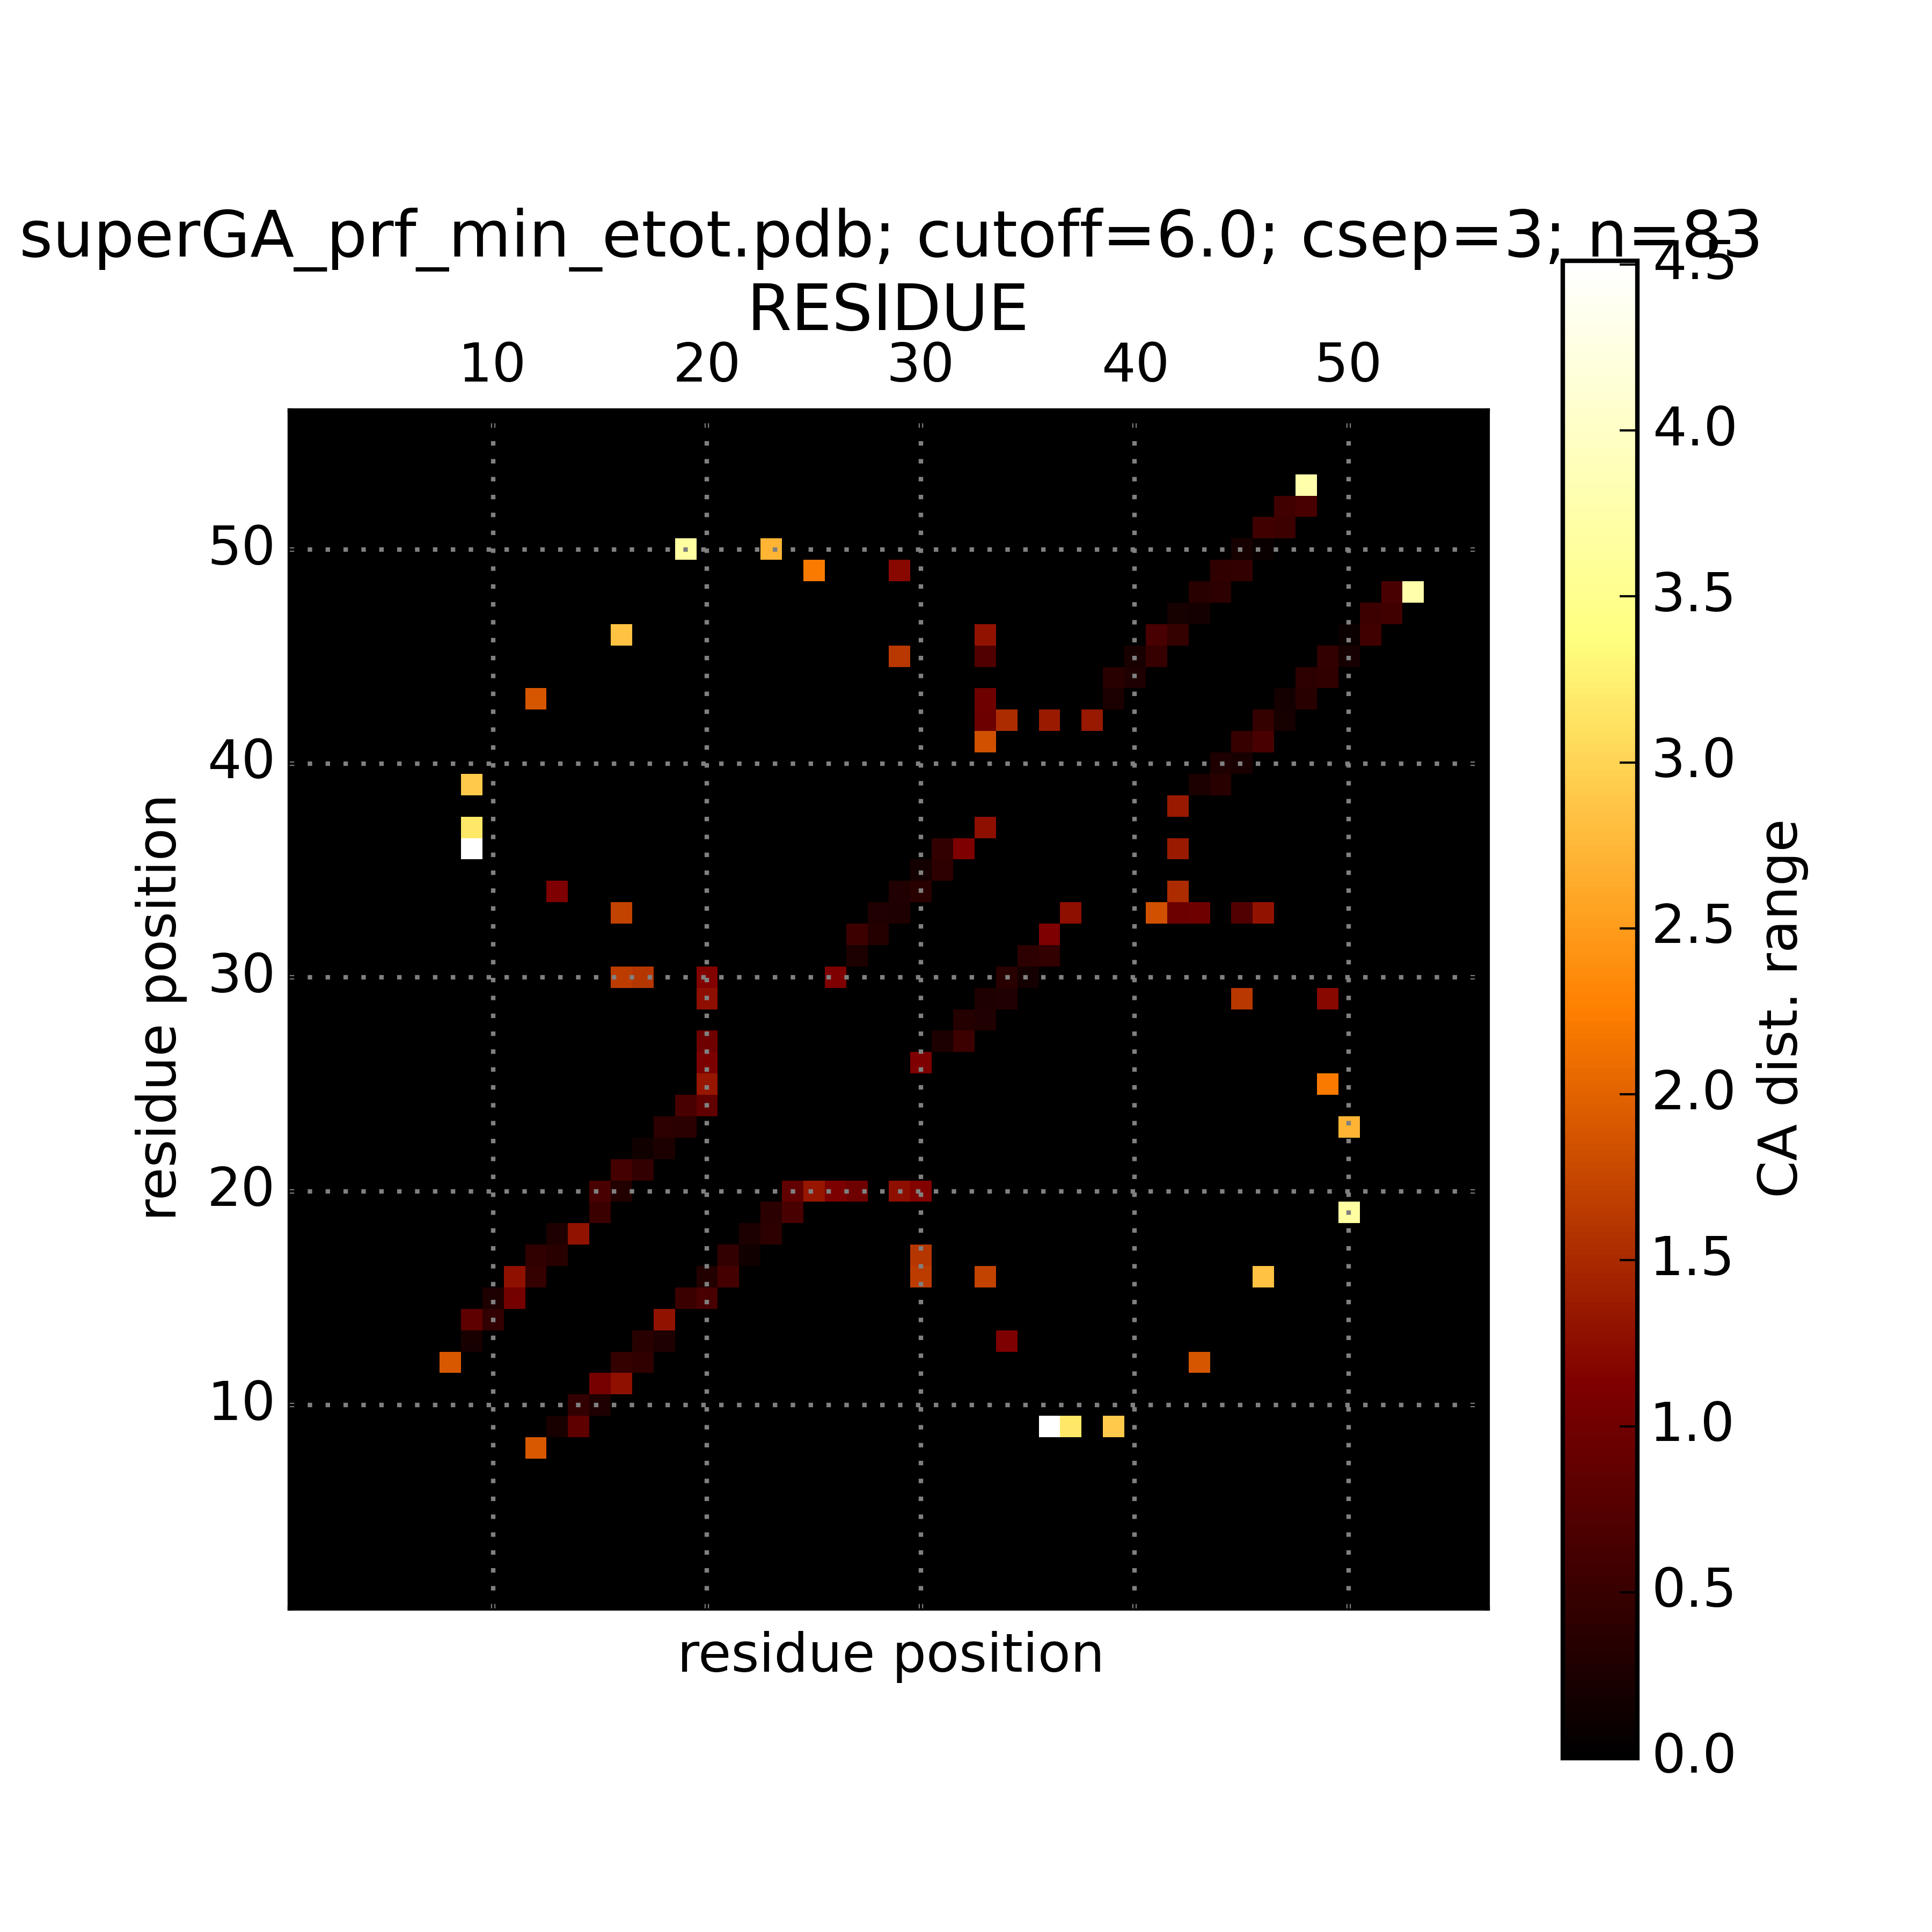 superGA_prf_min_etot.pdb; cutoff=6.0; csep=3; n=83
RESIDUE
10 20 30 40 50
50
40
30
20
10
residue position
residue position
4.5
4.0
3.5
3.0
2.5
2.0
1.5
1.0
0.5
0.0
CA dist. range